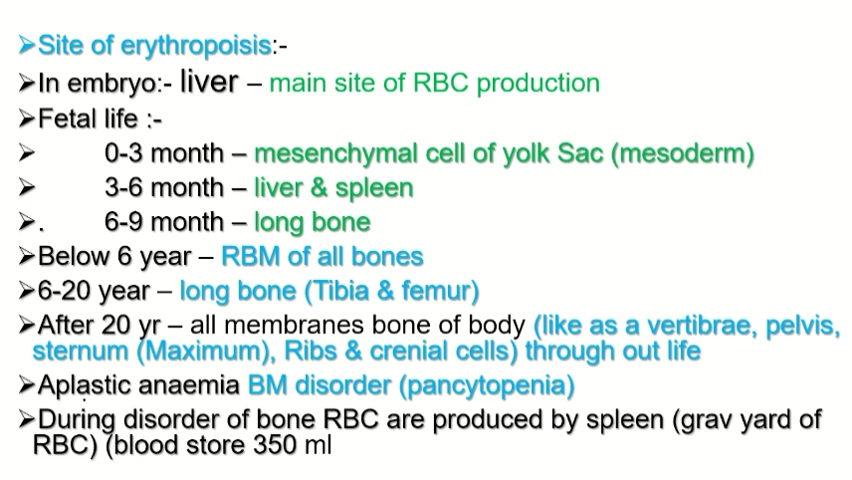 ➢Site of erythropoisis:-
➢In embryo:- liver – main site of RBC production
➢Fetal life :-
➢ 0-3 month – mesenchymal cell of yolk Sac (mesoderm)
➢ 3-6 month – liver & spleen
➢. 6-9 month – long bone
➢Below 6 year – RBM of all bones
➢6-20 year – long bone (Tibia & femur)
➢After 20 yr – all membranes bone of body (like as a vertibrae, pelvis,
sternum (Maximum), Ribs & crenial cells) through out life
➢Aplastic anaemia BM disorder (pancytopenia)
➢During disorder of bone RBC are produced by spleen (grav yard of
RBC) (blood store 350 ml